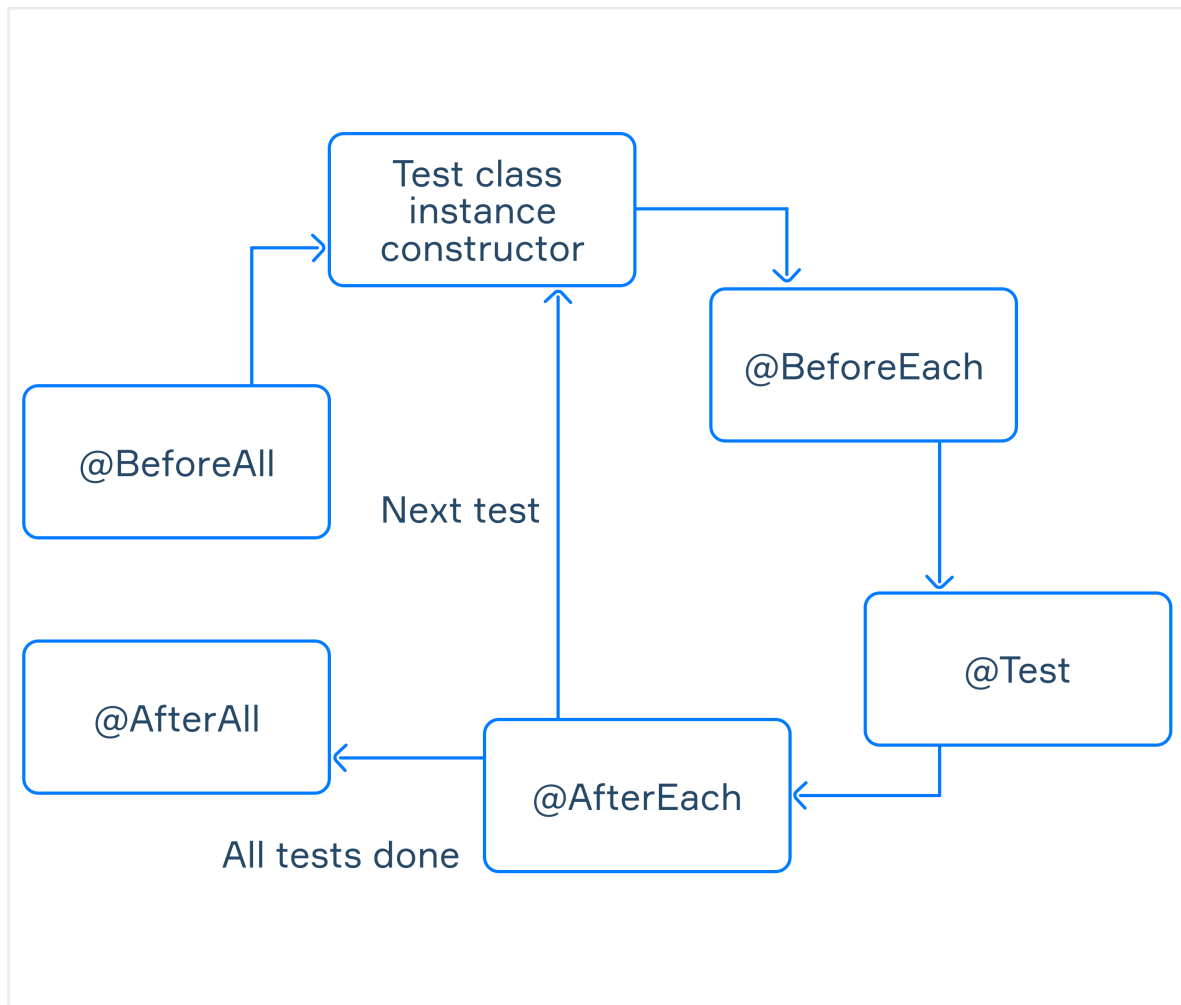 Test class
instance
constructor
@BeforeEach
@BeforeAll
Next test
@Test
@AfterAll
@AfterEach
All tests done